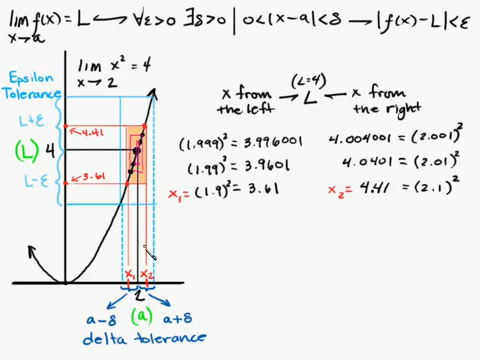 lim f(x) = L ⟷ ∀ε>0 ∃δ>0 | 0<|x-a|<δ → |f(x)-L|<ε
x→a
lim x² = 4
x→2
Epsilon
Tolerance
L+ε
4.41
(L) 4
L-ε
3.61
x₁ x₂
2
a-δ (a) a+δ
delta tolerance
(L=4)
x from the left → L ← x from the right
(1.999)² = 3.996001
4.004001 = (2.001)²
(1.99)² = 3.9601
4.0401 = (2.01)²
x₁ = (1.9)² = 3.61
x₂ = 4.41 = (2.1)²